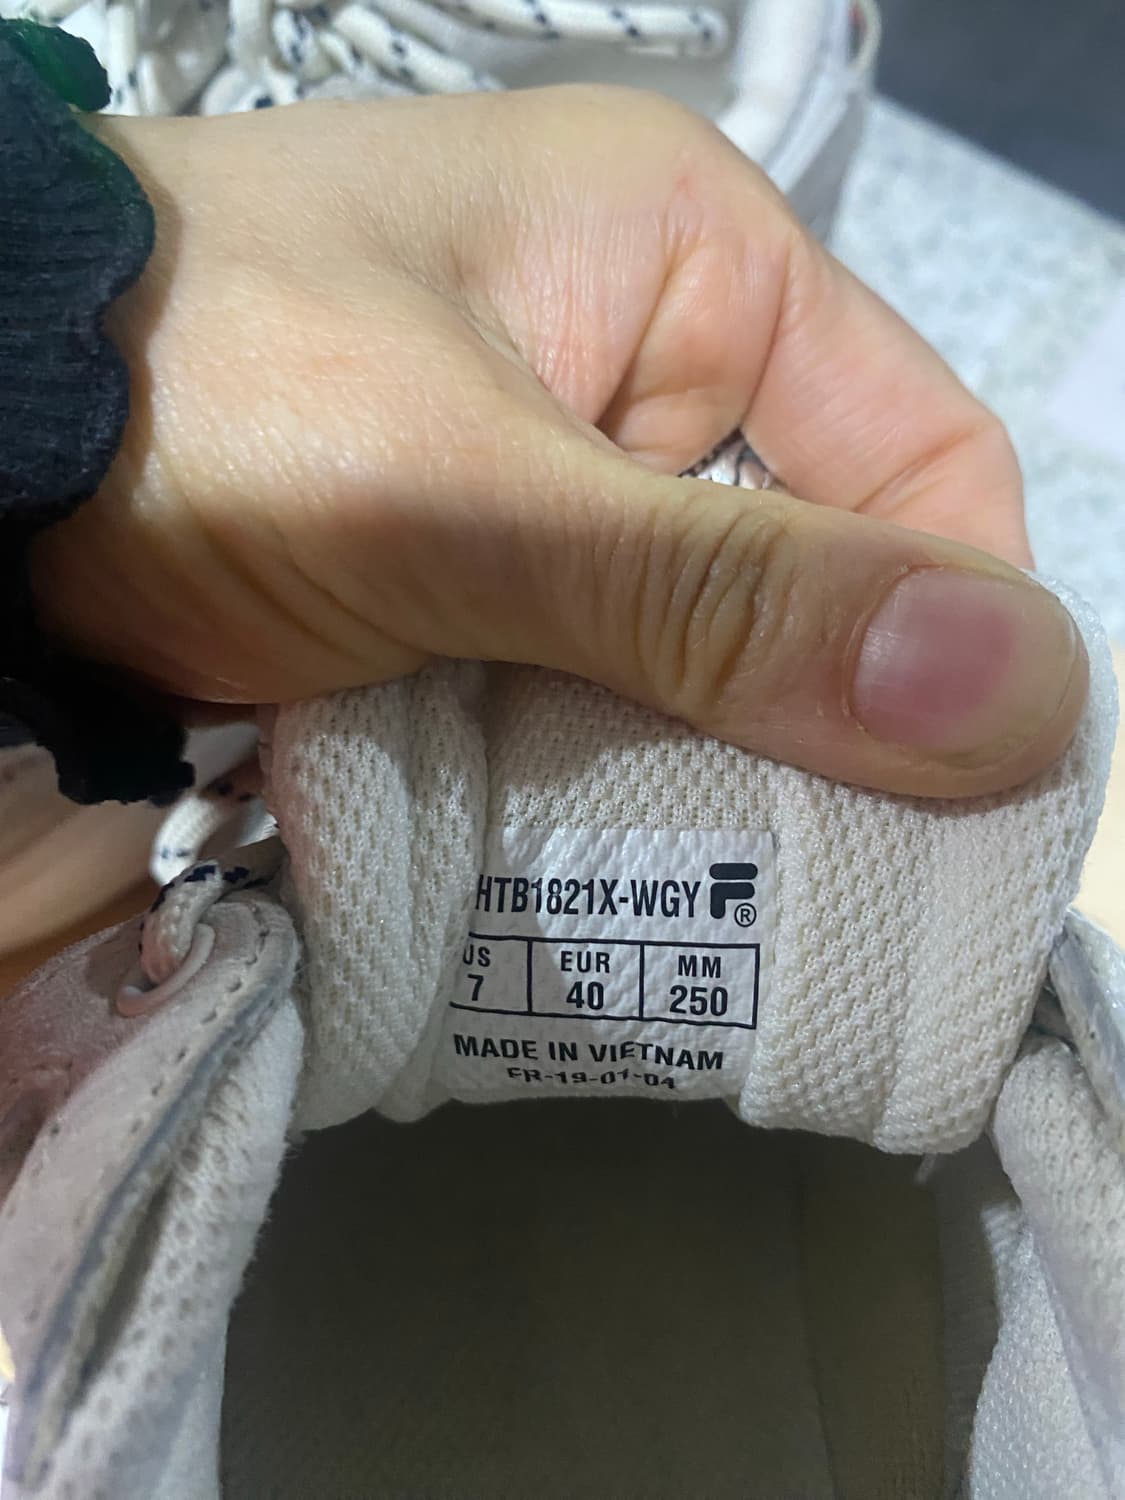 HTB1821X-WGY F®
US EUR MM
7 40 250
MADE IN VIETNAM
FR-19-01-04